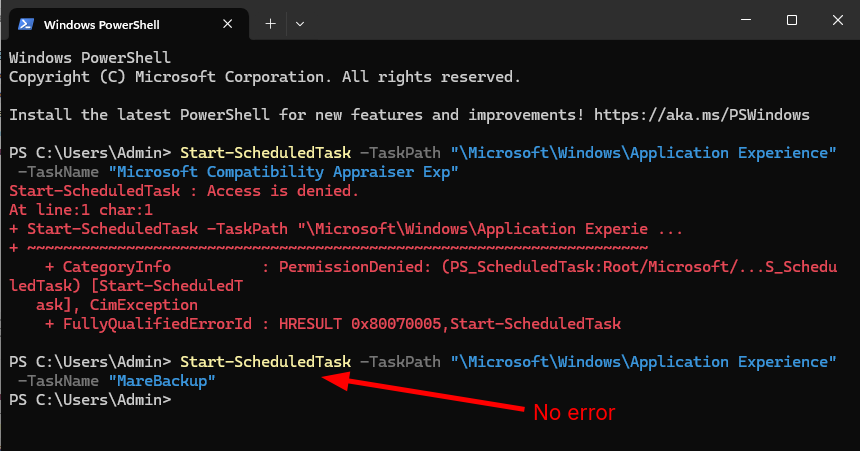 Windows PowerShell
Windows PowerShell
Copyright (C) Microsoft Corporation. All rights reserved.
Install the latest PowerShell for new features and improvements! https://aka.ms/PSWindows
PS C:\Users\Admin> Start-ScheduledTask -TaskPath "\Microsoft\Windows\Application Experience"
-TaskName "Microsoft Compatibility Appraiser Exp"
Start-ScheduledTask : Access is denied.
At line:1 char:1
+ Start-ScheduledTask -TaskPath "\Microsoft\Windows\Application Experie ...
+ ~~~~~~~~~~~~~~~~~~~~~~~~~~~~~~~~~~~~~~~~~~~~~~~~~~~~~~~~~~~~~~~~~~~~~
+ CategoryInfo          : PermissionDenied: (PS_ScheduledTask:Root/Microsoft/...S_Schedu
ledTask) [Start-ScheduledT
ask], CimException
+ FullyQualifiedErrorId : HRESULT 0x80070005,Start-ScheduledTask
PS C:\Users\Admin> Start-ScheduledTask -TaskPath "\Microsoft\Windows\Application Experience"
-TaskName "MareBackup"
PS C:\Users\Admin>
No error